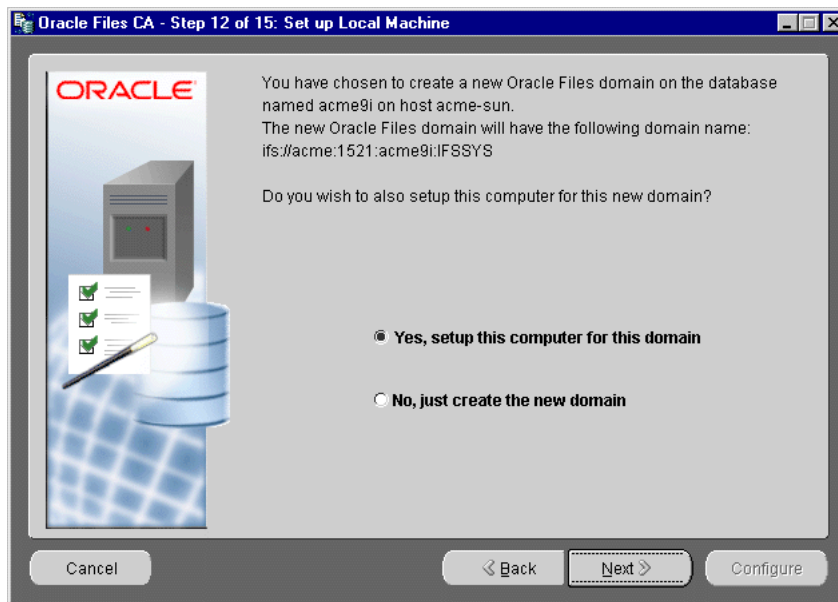 Oracle Files CA - Step 12 of 15: Set up Local Machine
ORACLE
You have chosen to create a new Oracle Files domain on the database
named acme9i on host acme-sun.
The new Oracle Files domain will have the following domain name:
ifs://acme:1521:acme9i:IFSSYS
Do you wish to also setup this computer for this new domain?
Yes, setup this computer for this domain
No, just create the new domain
Cancel
Back
Next
Configure